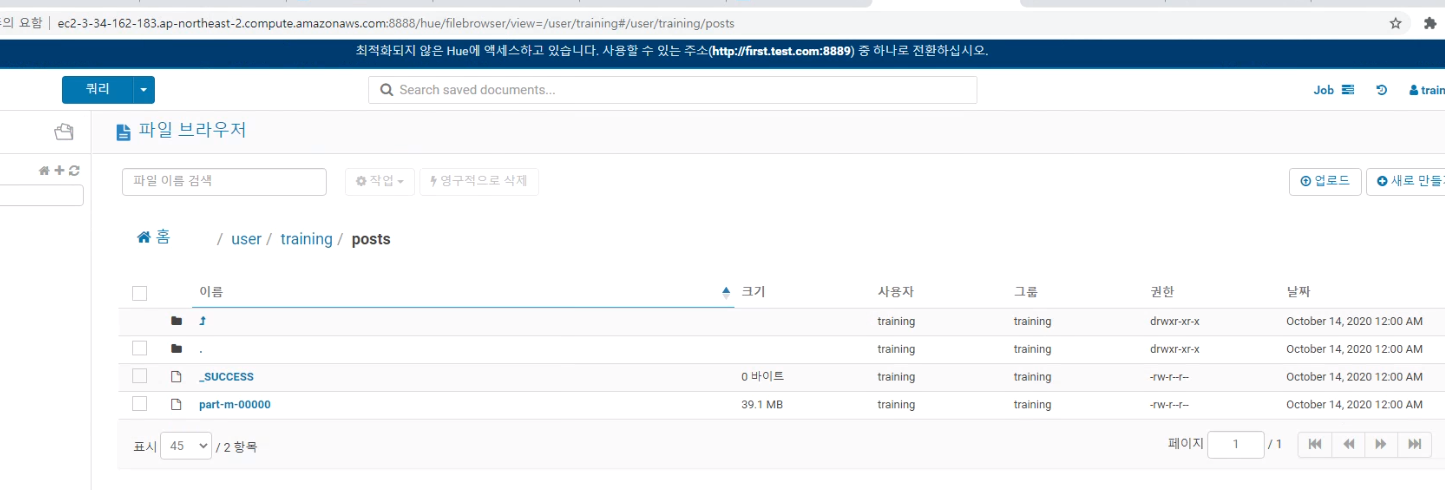 의 요함 | ec2-3-34-162-183.ap-northeast-2.compute.amazonaws.com:8888/hue/filebrowser/view=/user/training#/user/training/posts
최적화되지 않은 Hue에 액세스하고 있습니다. 사용할 수 있는 주소(http://first.test.com:8889) 중 하나로 전환하십시오.
쿼리 Search saved documents... Job train
파일 브라우저
파일 이름 검색 작업 영구적으로 삭제 업로드 새로 만들기
홈 / user / training / posts
이름 크기 사용자 그룹 권한 날짜
training training drwxr-xr-x October 14, 2020 12:00 AM
. training training drwxr-xr-x October 14, 2020 12:00 AM
_SUCCESS 0 바이트 training training -rw-r--r-- October 14, 2020 12:00 AM
part-m-00000 39.1 MB training training -rw-r--r-- October 14, 2020 12:00 AM
표시 45 / 2 항목 페이지 1 / 1